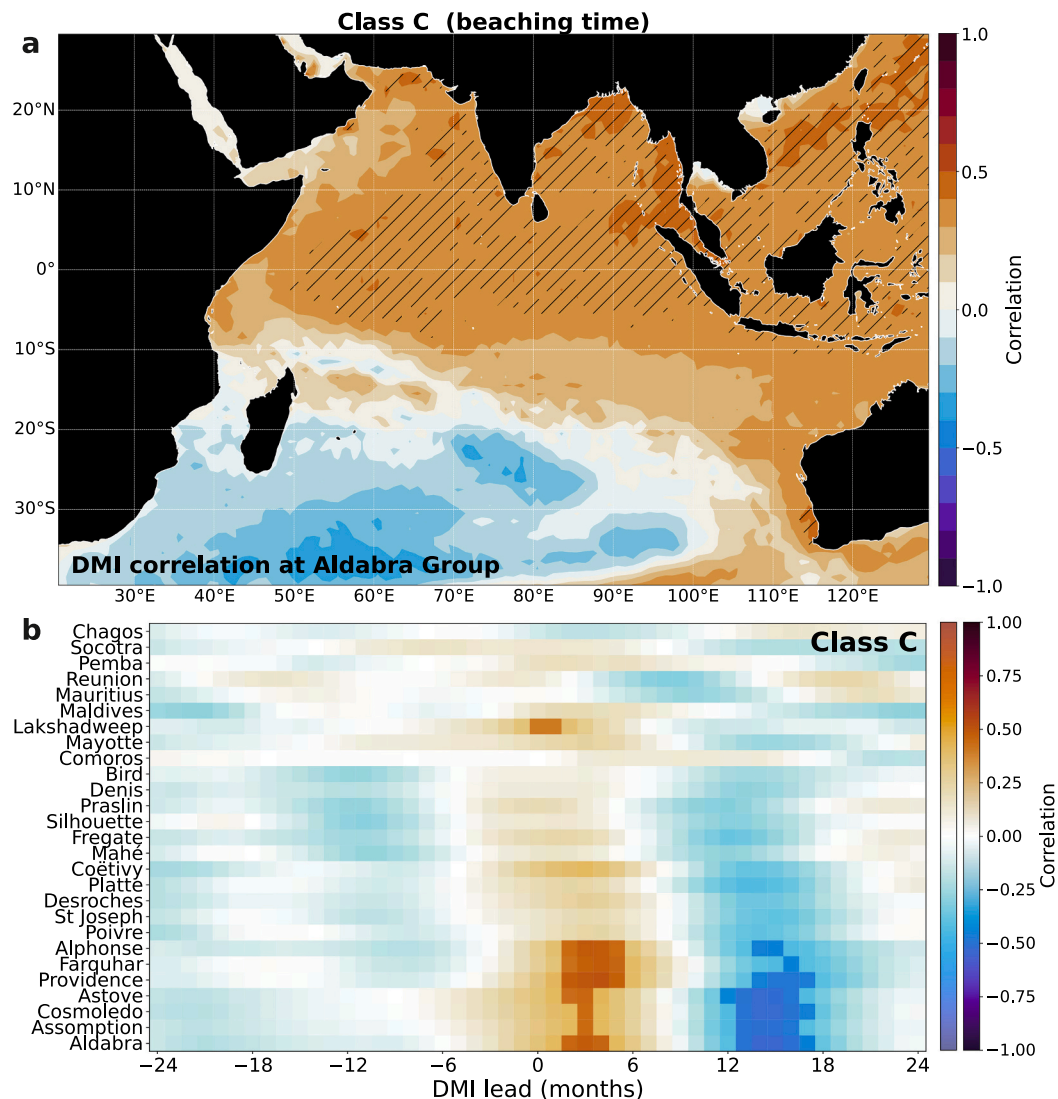 Class C (beaching time)
a
20°N
10°N
0°
10°S
20°S
30°S
30°E 40°E 50°E 60°E 70°E 80°E 90°E 100°E 110°E 120°E
DMI correlation at Aldabra Group
1.0
0.5
0.0
−0.5
−1.0
Correlation
b
Class C
Chagos
Socotra
Pemba
Reunion
Mauritius
Maldives
Lakshadweep
Mayotte
Comoros
Bird
Denis
Praslin
Silhouette
Fregate
Mahé
Coëtivy
Platte
Desroches
St Joseph
Poivre
Alphonse
Farquhar
Providence
Astove
Cosmoledo
Assomption
Aldabra
−24 −18 −12 −6 0 6 12 18 24
DMI lead (months)
1.00
0.75
0.50
0.25
0.00
−0.25
−0.50
−0.75
−1.00
Correlation